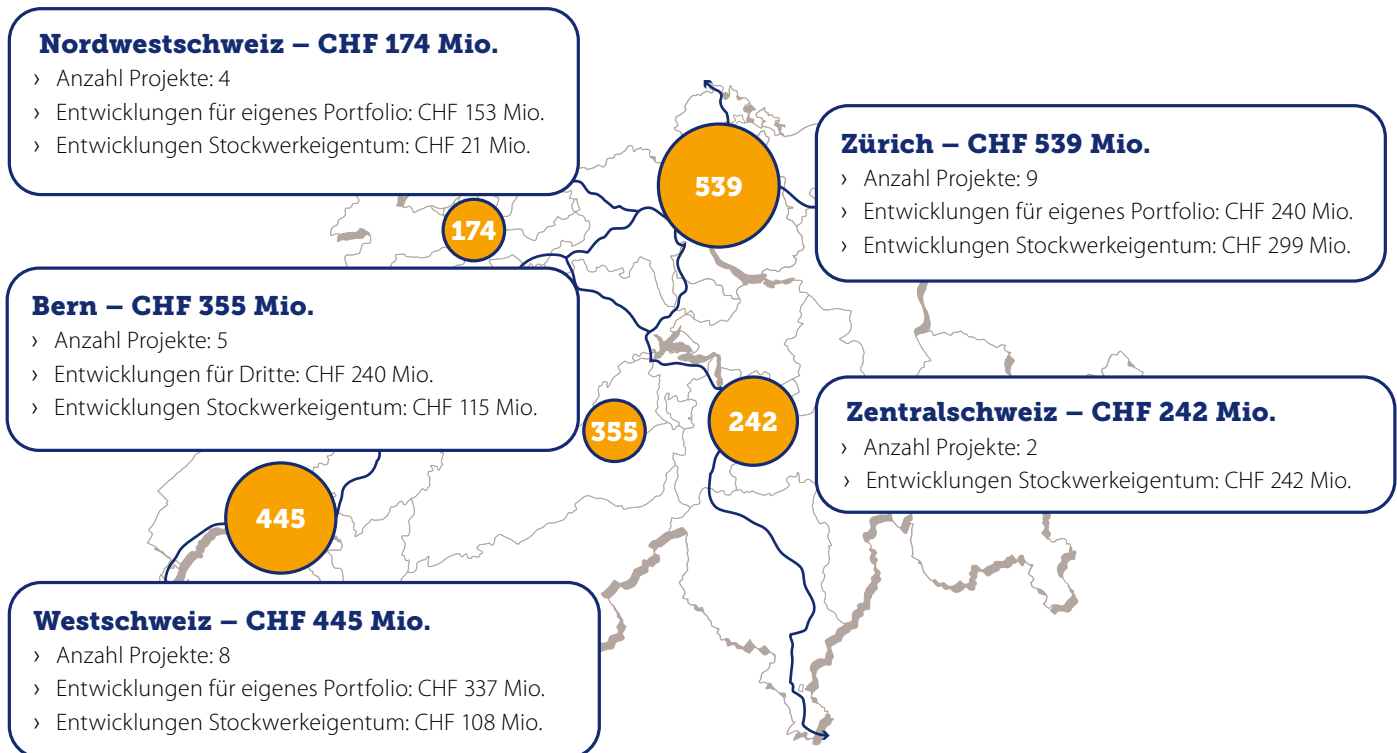 Nordwestschweiz – CHF 174 Mio.
› Anzahl Projekte: 4
› Entwicklungen für eigenes Portfolio: CHF 153 Mio.
› Entwicklungen Stockwerkeigentum: CHF 21 Mio.
539
Zürich – CHF 539 Mio.
› Anzahl Projekte: 9
› Entwicklungen für eigenes Portfolio: CHF 240 Mio.
› Entwicklungen Stockwerkeigentum: CHF 299 Mio.
174
Bern – CHF 355 Mio.
› Anzahl Projekte: 5
› Entwicklungen für Dritte: CHF 240 Mio.
› Entwicklungen Stockwerkeigentum: CHF 115 Mio.
355
242
Zentralschweiz – CHF 242 Mio.
› Anzahl Projekte: 2
› Entwicklungen Stockwerkeigentum: CHF 242 Mio.
445
Westschweiz – CHF 445 Mio.
› Anzahl Projekte: 8
› Entwicklungen für eigenes Portfolio: CHF 337 Mio.
› Entwicklungen Stockwerkeigentum: CHF 108 Mio.